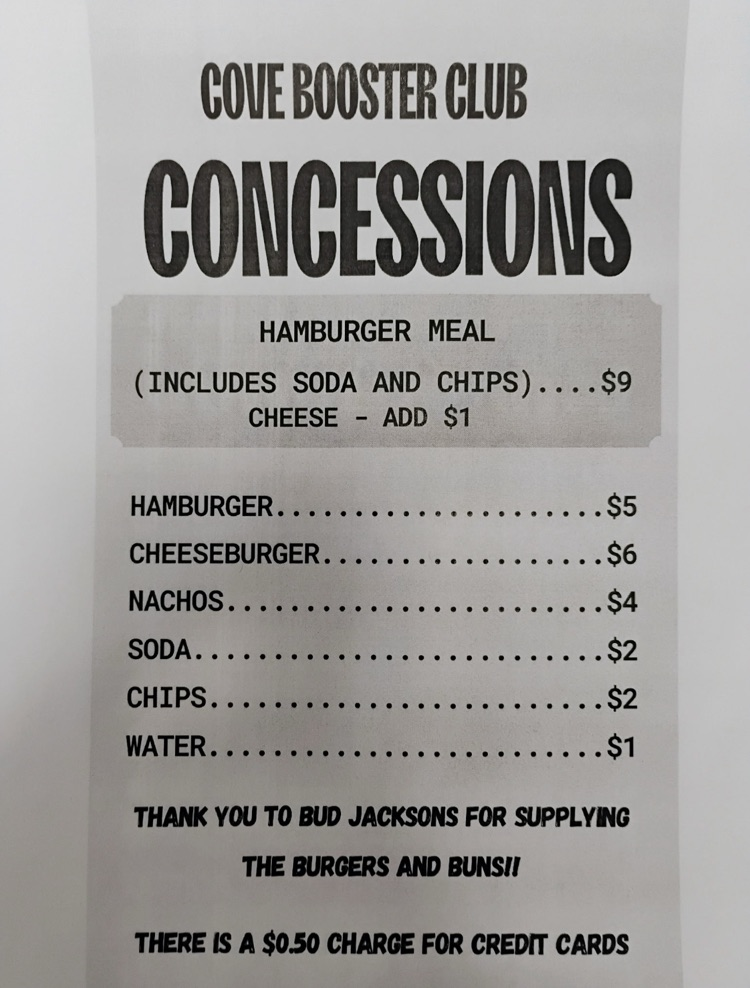 COVE BOOSTER CLUB
CONCESSIONS
HAMBURGER MEAL
(INCLUDES SODA AND CHIPS)....$9
CHEESE - ADD $1
HAMBURGER.....................$5
CHEESEBURGER..................$6
NACHOS........................$4
SODA..........................$2
CHIPS.........................$2
WATER.........................$1
THANK YOU TO BUD JACKSONS FOR SUPPLYING
THE BURGERS AND BUNS!!
THERE IS A $0.50 CHARGE FOR CREDIT CARDS